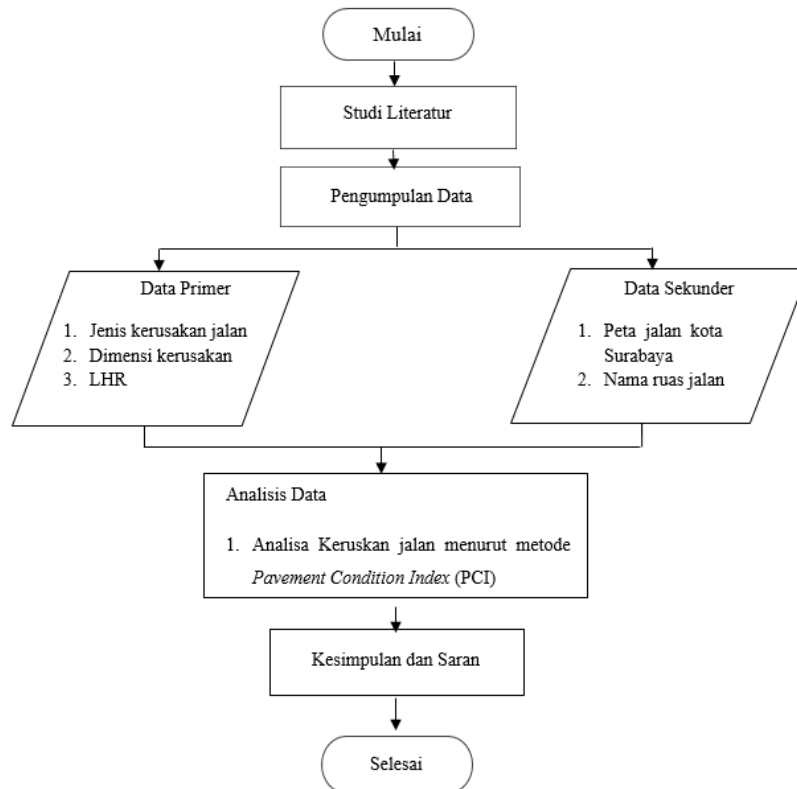 Mulai
Studi Literatur
Pengumpulan Data
Data Primer
1. Jenis kerusakan jalan
2. Dimensi kerusakan
3. LHR
Data Sekunder
1. Peta jalan kota
Surabaya
2. Nama ruas jalan
Analisis Data
1. Analisa Keruskan jalan menurut metode
Pavement Condition Index (PCI)
Kesimpulan dan Saran
Selesai